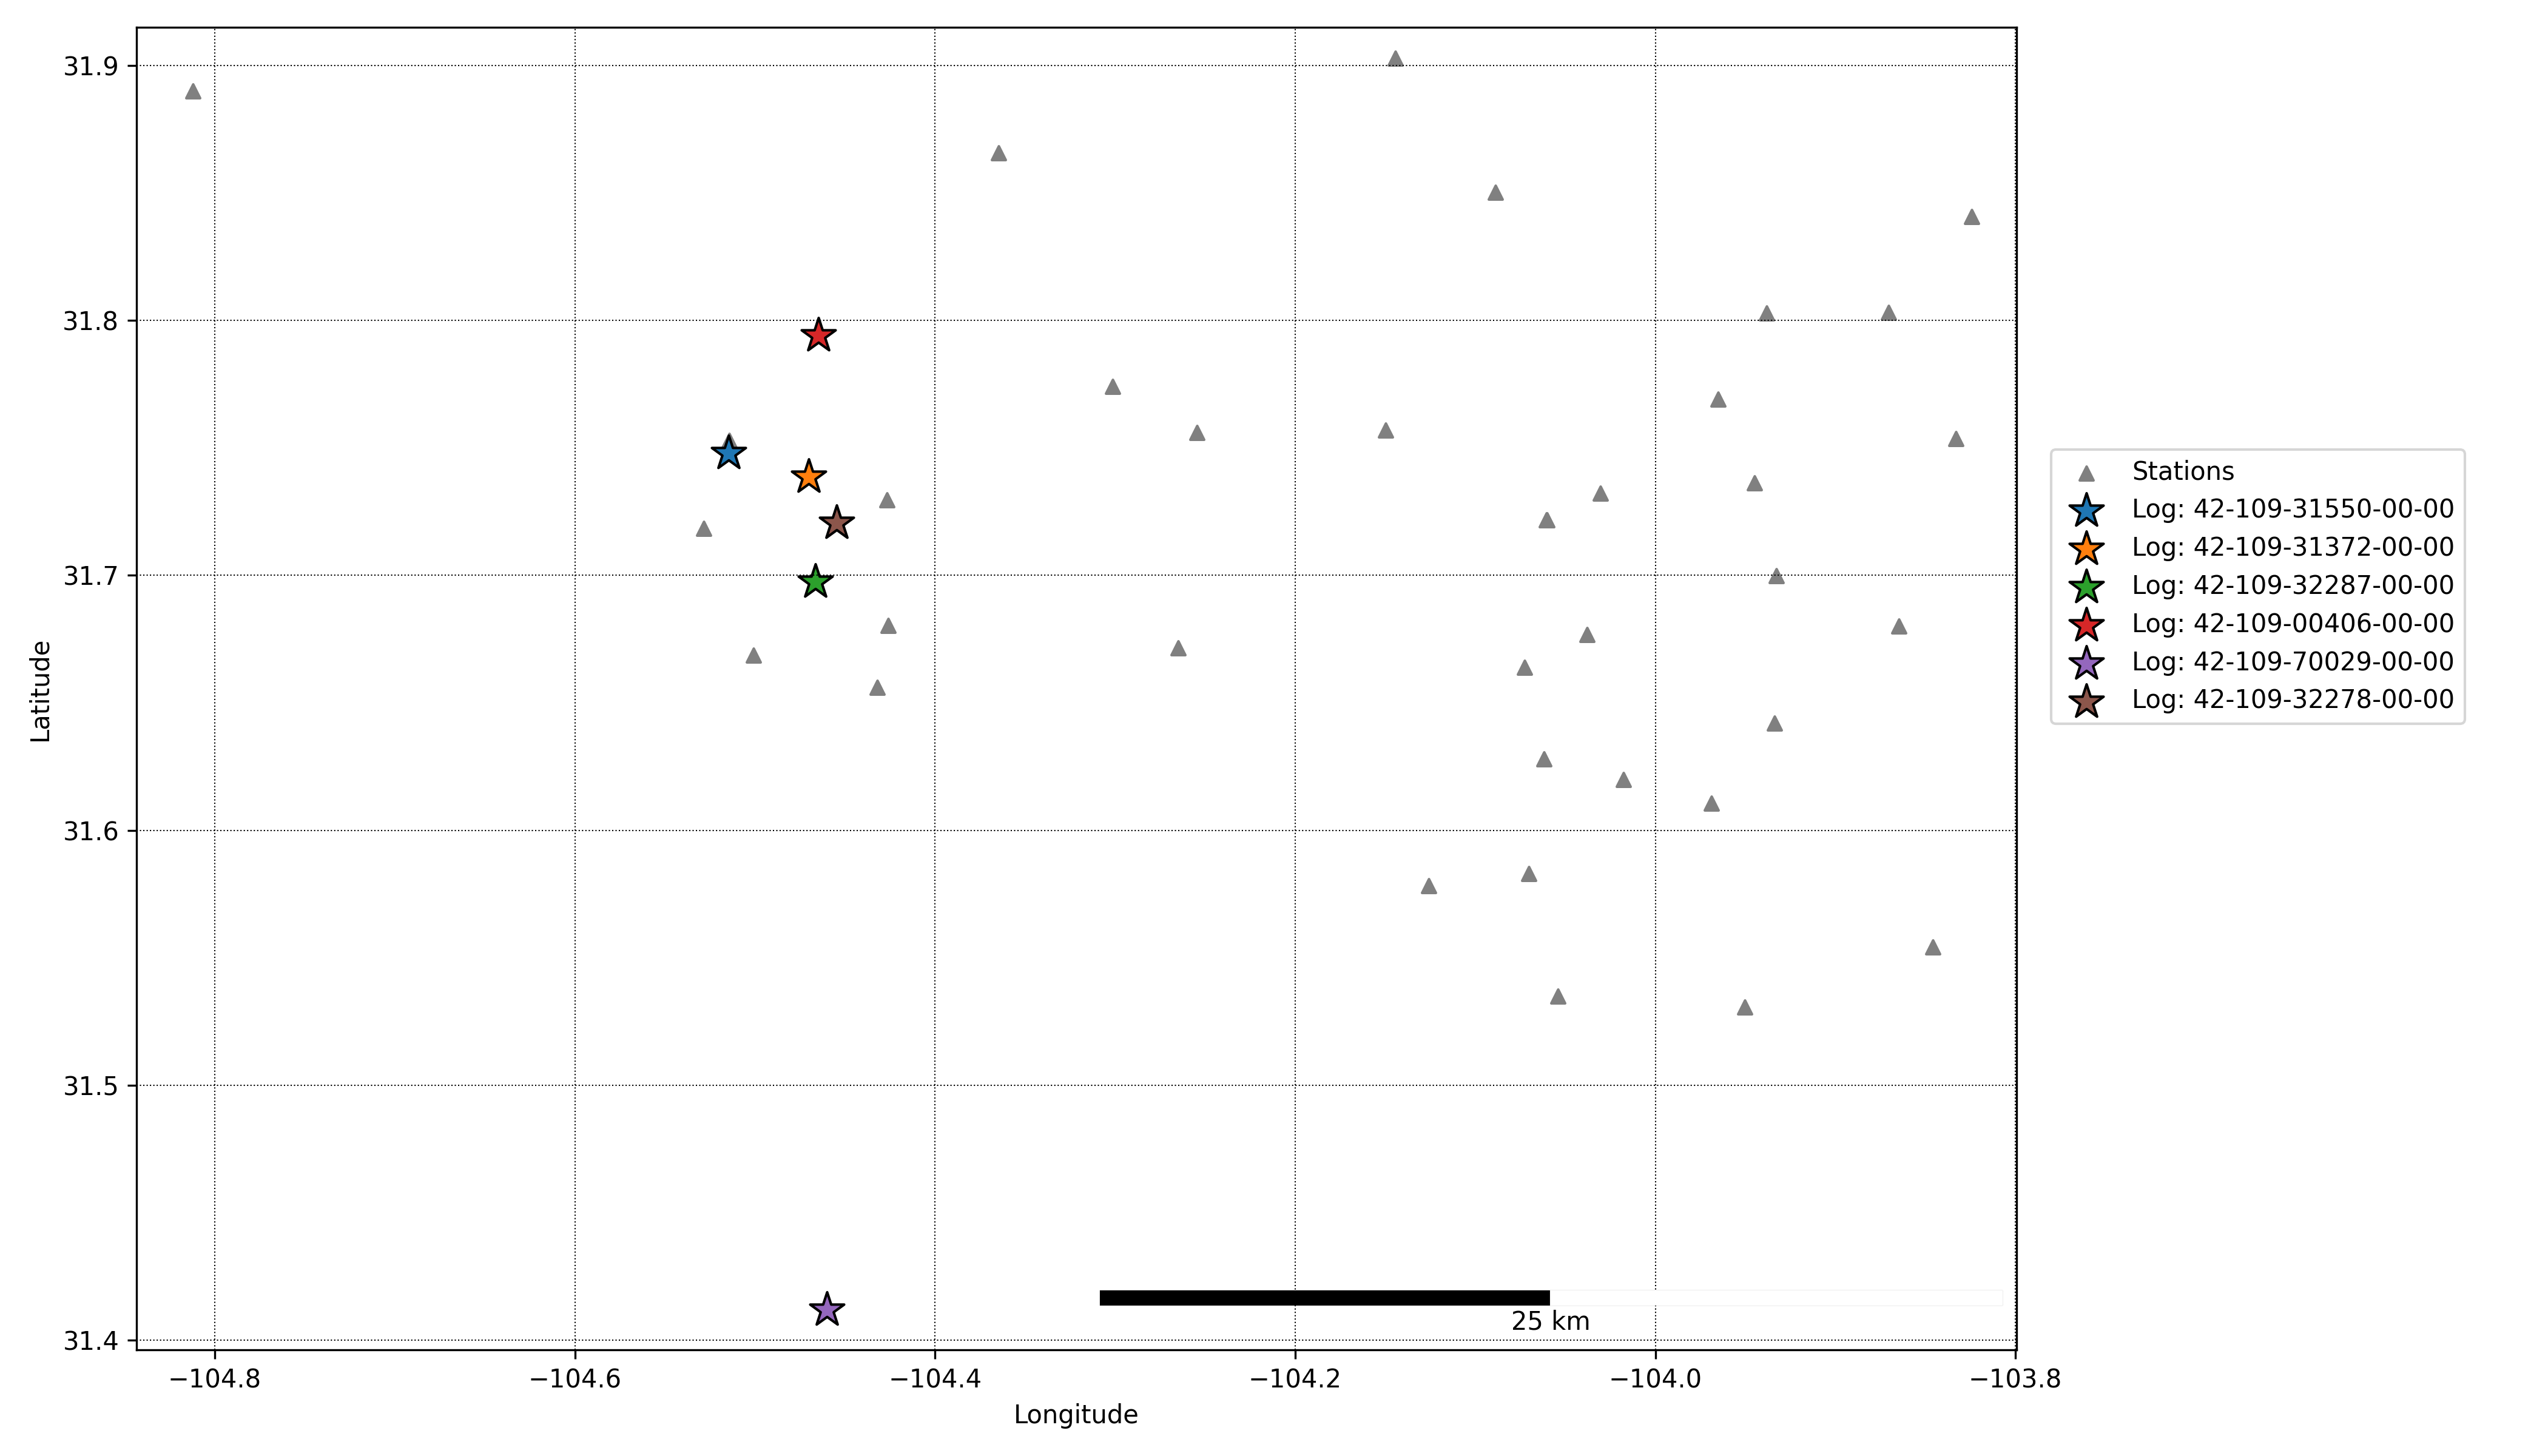 31.9
31.8
31.7
31.6
31.5
31.4
Latitude
−104.8
−104.6
−104.4
−104.2
−104.0
−103.8
Longitude
25 km
Stations
Log: 42-109-31550-00-00
Log: 42-109-31372-00-00
Log: 42-109-32287-00-00
Log: 42-109-00406-00-00
Log: 42-109-70029-00-00
Log: 42-109-32278-00-00